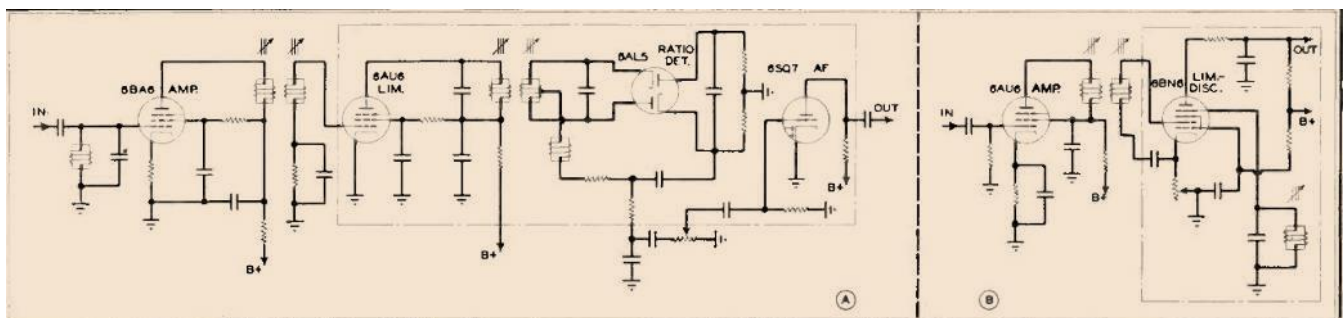 IN.
6BA6 AMP.
B+
6AU6
LIM.
B+
6AL5
RATIO
DET.
6SQ7 AF
OUT
B+
A
IN
6AU6 AMP.
B+
6BN6
LIM.-
DISC.
OUT
B+
B